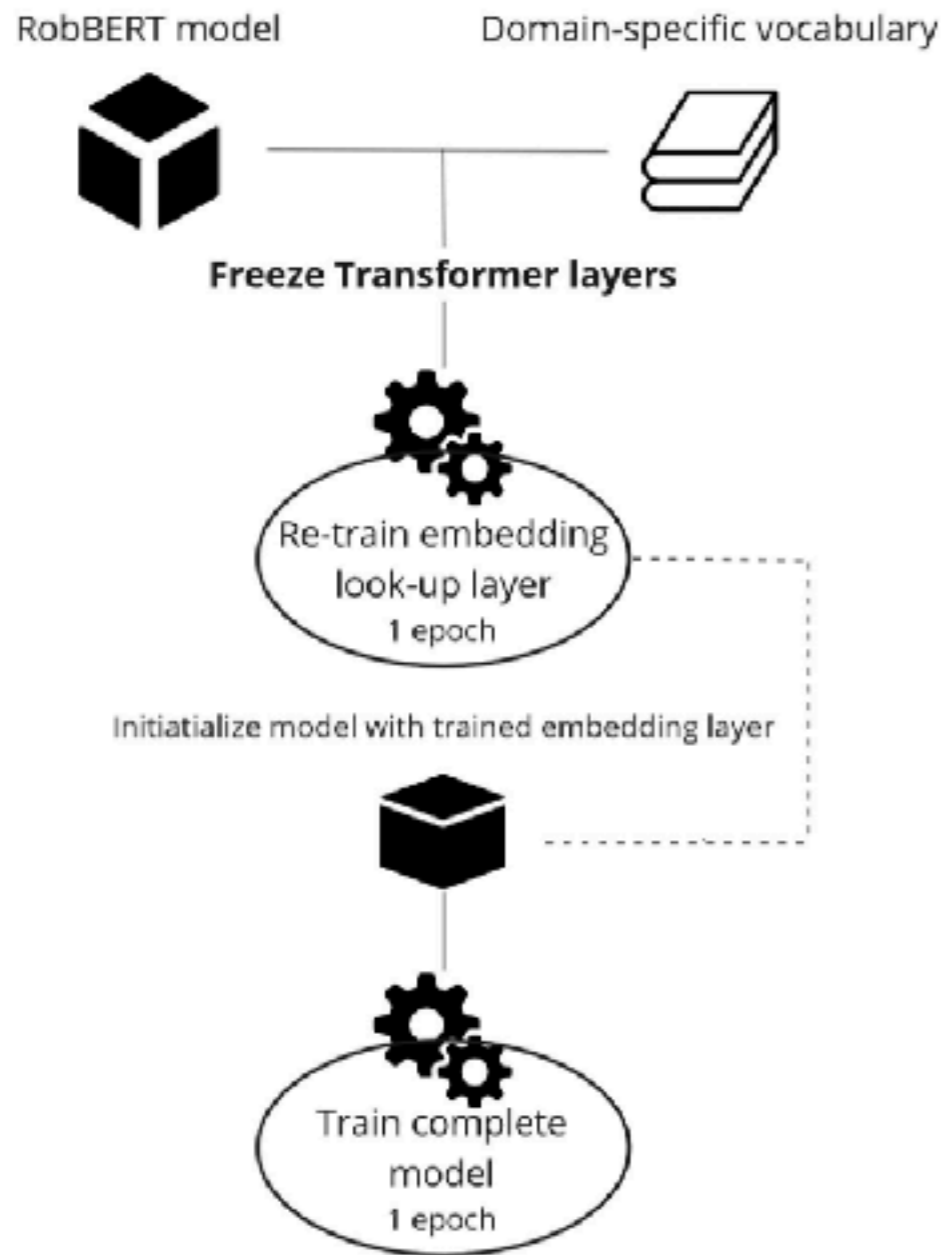 RobBERT model
Domain-specific vocabulary
Freeze Transformer layers
Re-train embedding
look-up layer
1 epoch
Initiatialize model with trained embedding layer
Train complete
model
1 epoch